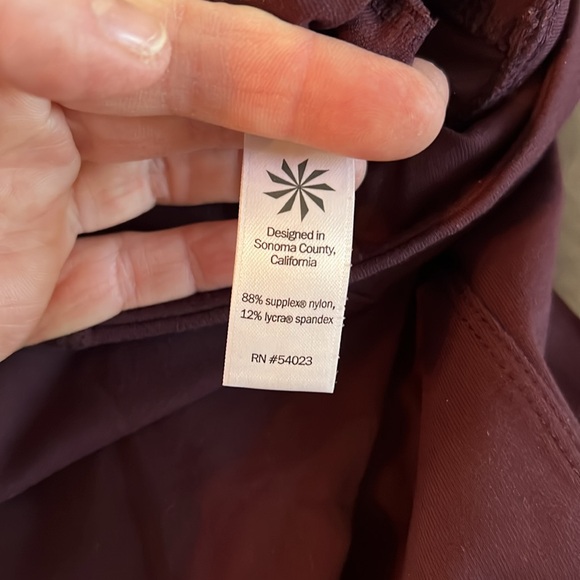 Designed in
Sonoma County,
California
88% supplex® nylon,
12% lycra® spandex
RN #54023